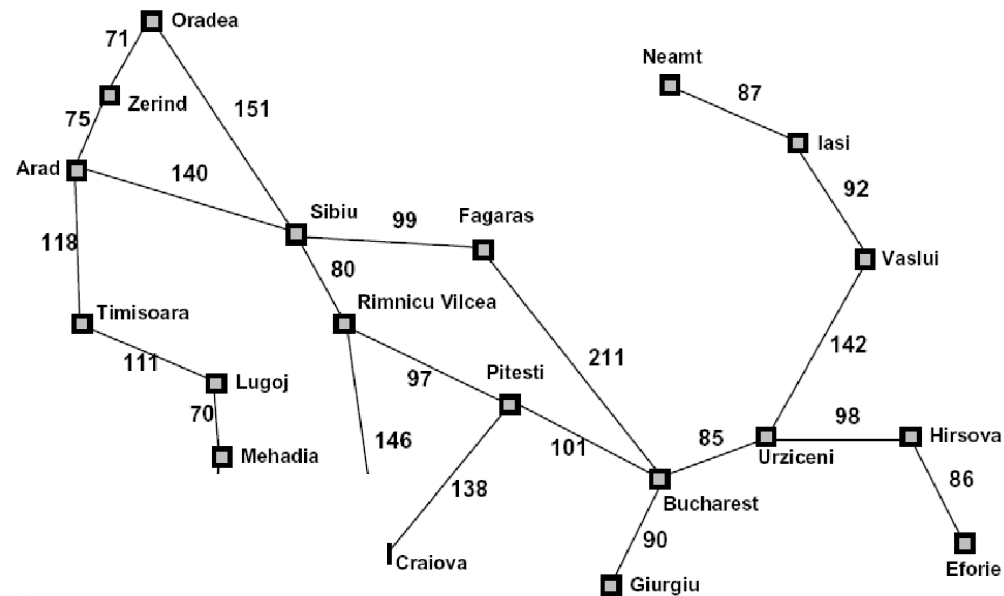 Oradea
71
Neamt
87
Zerind
151
75
Iasi
Arad
140
92
Sibiu
99
Fagaras
118
Vaslui
80
Timisoara
Rimnicu Vilcea
142
111
211
Lugoj
97
Pitesti
70
98
Hirsova
146
101
85
Mehadia
Urziceni
86
138
Bucharest
90
Craiova
Eforie
Giurgiu